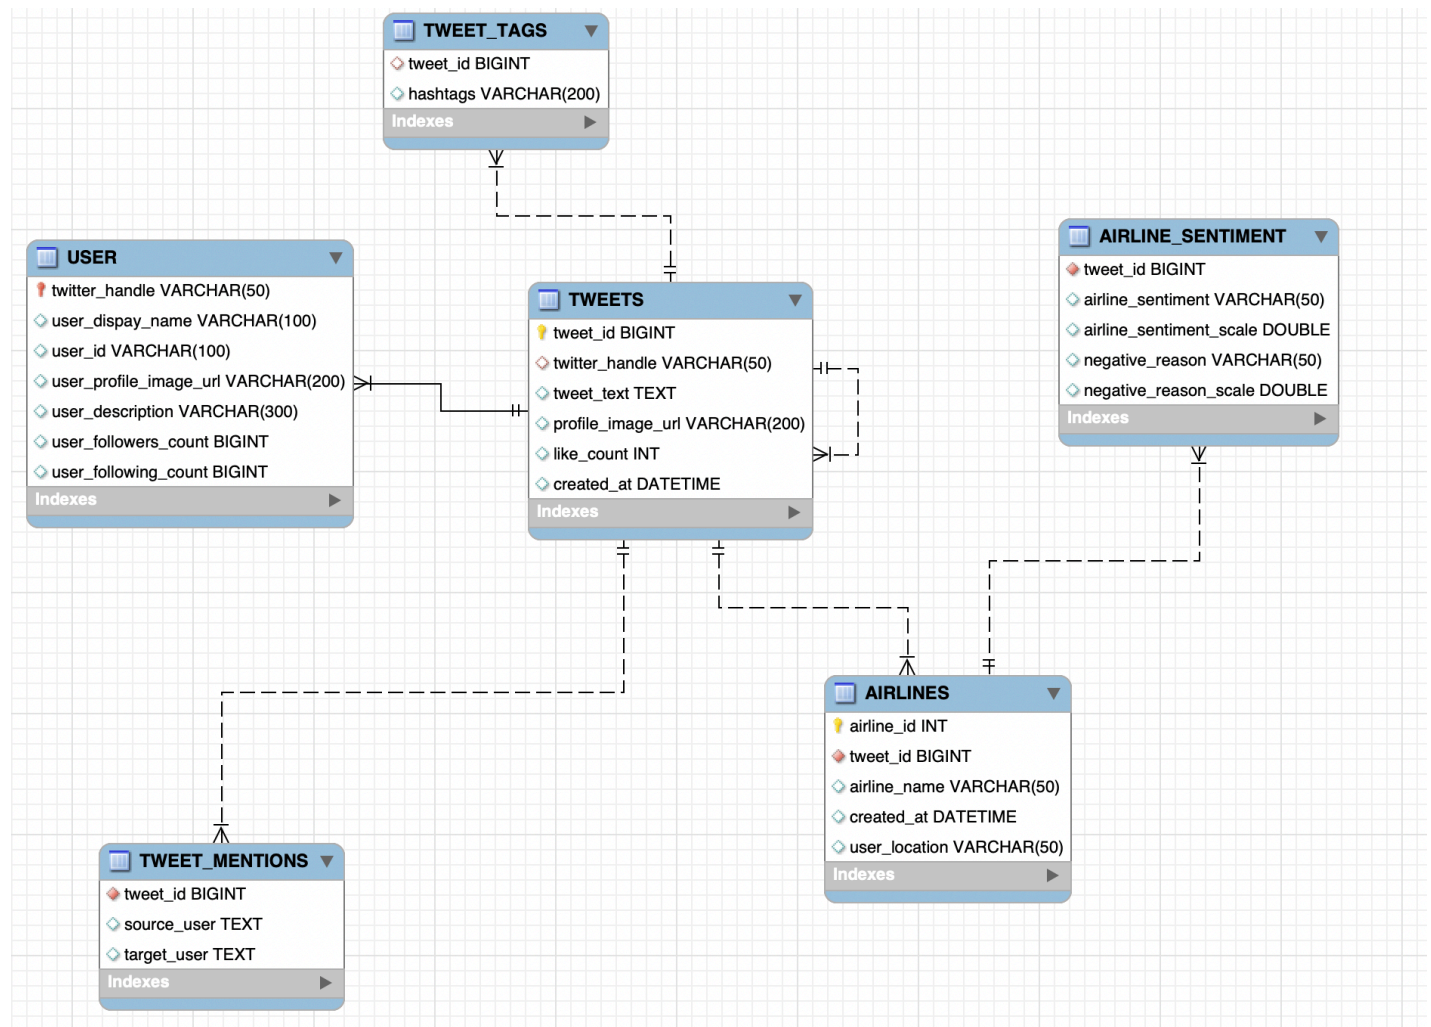 TWEET_TAGS
tweet_id BIGINT
hashtags VARCHAR(200)
Indexes
USER
twitter_handle VARCHAR(50)
user_dispay_name VARCHAR(100)
user_id VARCHAR(100)
user_profile_image_url VARCHAR(200)
user_description VARCHAR(300)
user_followers_count BIGINT
user_following_count BIGINT
Indexes
TWEETS
tweet_id BIGINT
twitter_handle VARCHAR(50)
tweet_text TEXT
profile_image_url VARCHAR(200)
like_count INT
created_at DATETIME
Indexes
AIRLINE_SENTIMENT
tweet_id BIGINT
airline_sentiment VARCHAR(50)
airline_sentiment_scale DOUBLE
negative_reason VARCHAR(50)
negative_reason_scale DOUBLE
Indexes
AIRLINES
airline_id INT
tweet_id BIGINT
airline_name VARCHAR(50)
created_at DATETIME
user_location VARCHAR(50)
Indexes
TWEET_MENTIONS
tweet_id BIGINT
source_user TEXT
target_user TEXT
Indexes